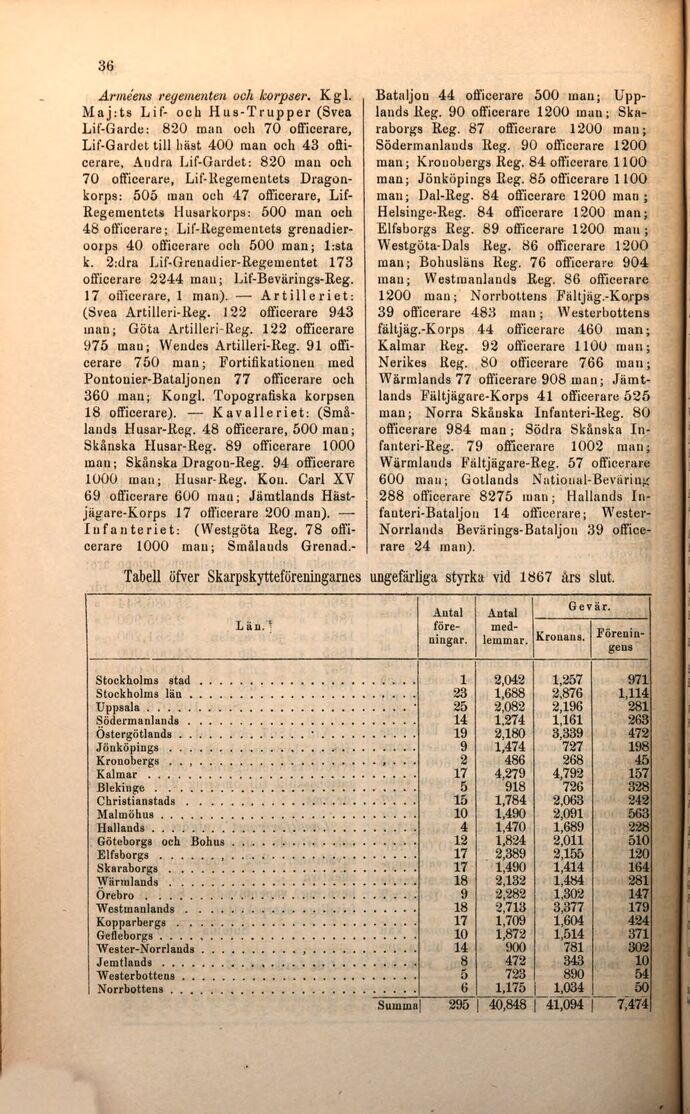 36
Arméens regementen och korpser. Kgl.
Maj:ts Lif- och Hus-Trupper (Svea
Lif-Garde: 820 man och 70 officerare,
Lif-Gardet till häst 400 man och 43 offi-
cerare, Andra Lif-Gardet: 820 man och
70 officerare, Lif-Regementets Dragon-
korps: 505 man och 47 officerare, Lif-
Regementets Husarkorps: 500 man och
48 officerare; Lif-Regementets grenadier-
corps 40 officerare och 500 man; 1:sta
k. 2:dra Lif-Grenadier-Regementet 173
officerare 2244 man; Lif-Bevärings-Reg.
17 officerare, 1 man). — Artilleriet:
(Svea Artilleri-Reg. 122 officerare 943
man; Göta Artilleri-Reg. 122 officerare
975 man; Wendes Artilleri-Reg. 91 offi-
cerare 750 man; Fortifikationen med
Pontonier-Bataljonen 77 officerare och
360 man; Kongl. Topografiska korpsen
18 officerare). — Kavalleriet: (Små-
lands Husar-Reg. 48 officerare, 500 man;
Skånska Husar-Reg. 89 officerare 1000
man; Skånska Dragon-Reg. 94 officerare
1000 man; Husar-Reg. Kon. Carl XV
69 officerare 600 man; Jämtlands Häst-
jägare-Korps 17 officerare 200 man). —
Infanteriet: (Westgöta Reg. 78 offi-
cerare 1000 man; Smålands Grenad.-
Bataljon 44 officerare 500 man; Upp-
lands Reg. 90 officerare 1200 man; Ska-
raborgs Reg. 87 officerare 1200 man;
Södermanlands Reg. 90 officerare 1200
man; Kronobergs Reg. 84 officerare 1100
man; Jönköpings Reg. 85 officerare 1100
man; Dal-Reg. 84 officerare 1200 man;
Helsinge-Reg. 84 officerare 1200 man;
Elfsborgs Reg. 89 officerare 1200 man;
Westgöta-Dals Reg. 86 officerare 1200
man; Bohusläns Reg. 76 officerare 904
man; Westmanlands Reg. 86 officerare
1200 man; Norrbottens Fältjäg.-Korps
39 officerare 483 man; Westerbottens
fältjäg.-Korps 44 officerare 460 man;
Kalmar Reg. 92 officerare 1100 man;
Nerikes Reg. 80 officerare 766 man;
Wärmlands 77 officerare 908 man; Jämt-
lands Fältjägare-Korps 41 officerare 525
man; Norra Skånska Infanteri-Reg. 80
officerare 984 man; Södra Skånska In-
fanteri-Reg. 79 officerare 1002 man;
Wärmlands Fältjägare-Reg. 57 officerare
600 man; Gotlands National-Beväring
288 officerare 8275 man; Hallands In-
fanteri-Bataljon 14 officerare; Wester-
Norrlands Bevärings-Bataljon 39 office-
rare 24 man).
Tabell öfver Skarpskytteföreningarnes ungefärliga styrka vid 1867 års slut.
Län. Antal föreningar. Antal medlemmar. Gevär. Kronans. Förenin-
gens
Stockholms stad 1 2,042 1,257 971
Stockholms län 23 1,688 2,876 1,114
Uppsala 25 2,082 2,196 281
Södermanlands 14 1,274 1,161 263
Östergötlands 19 2,180 3,339 472
Jönköpings 9 1,474 727 198
Kronobergs 2 486 268 45
Kalmar 17 4,279 4,792 157
Blekinge 5 918 726 328
Christianstads 15 1,784 2,063 242
Malmöhus 10 1,490 2,091 563
Hallands 4 1,470 1,689 228
Göteborgs och Bohus 12 1,824 2,011 510
Elfsborgs 17 2,389 2,155 120
Skaraborgs 17 1,490 1,414 164
Wärmlands 18 2,132 1,484 281
Örebro 9 2,282 1,302 147
Westmanlands 18 2,713 3,377 179
Kopparbergs 17 1,709 1,604 424
Gefleborgs 10 1,872 1,514 371
Wester-Norrlands 14 900 781 302
Jemtlands 8 472 343 10
Westerbottens 5 723 890 54
Norrbottens 6 1,175 1,034 50
Summa 295 40,848 41,094 7,474